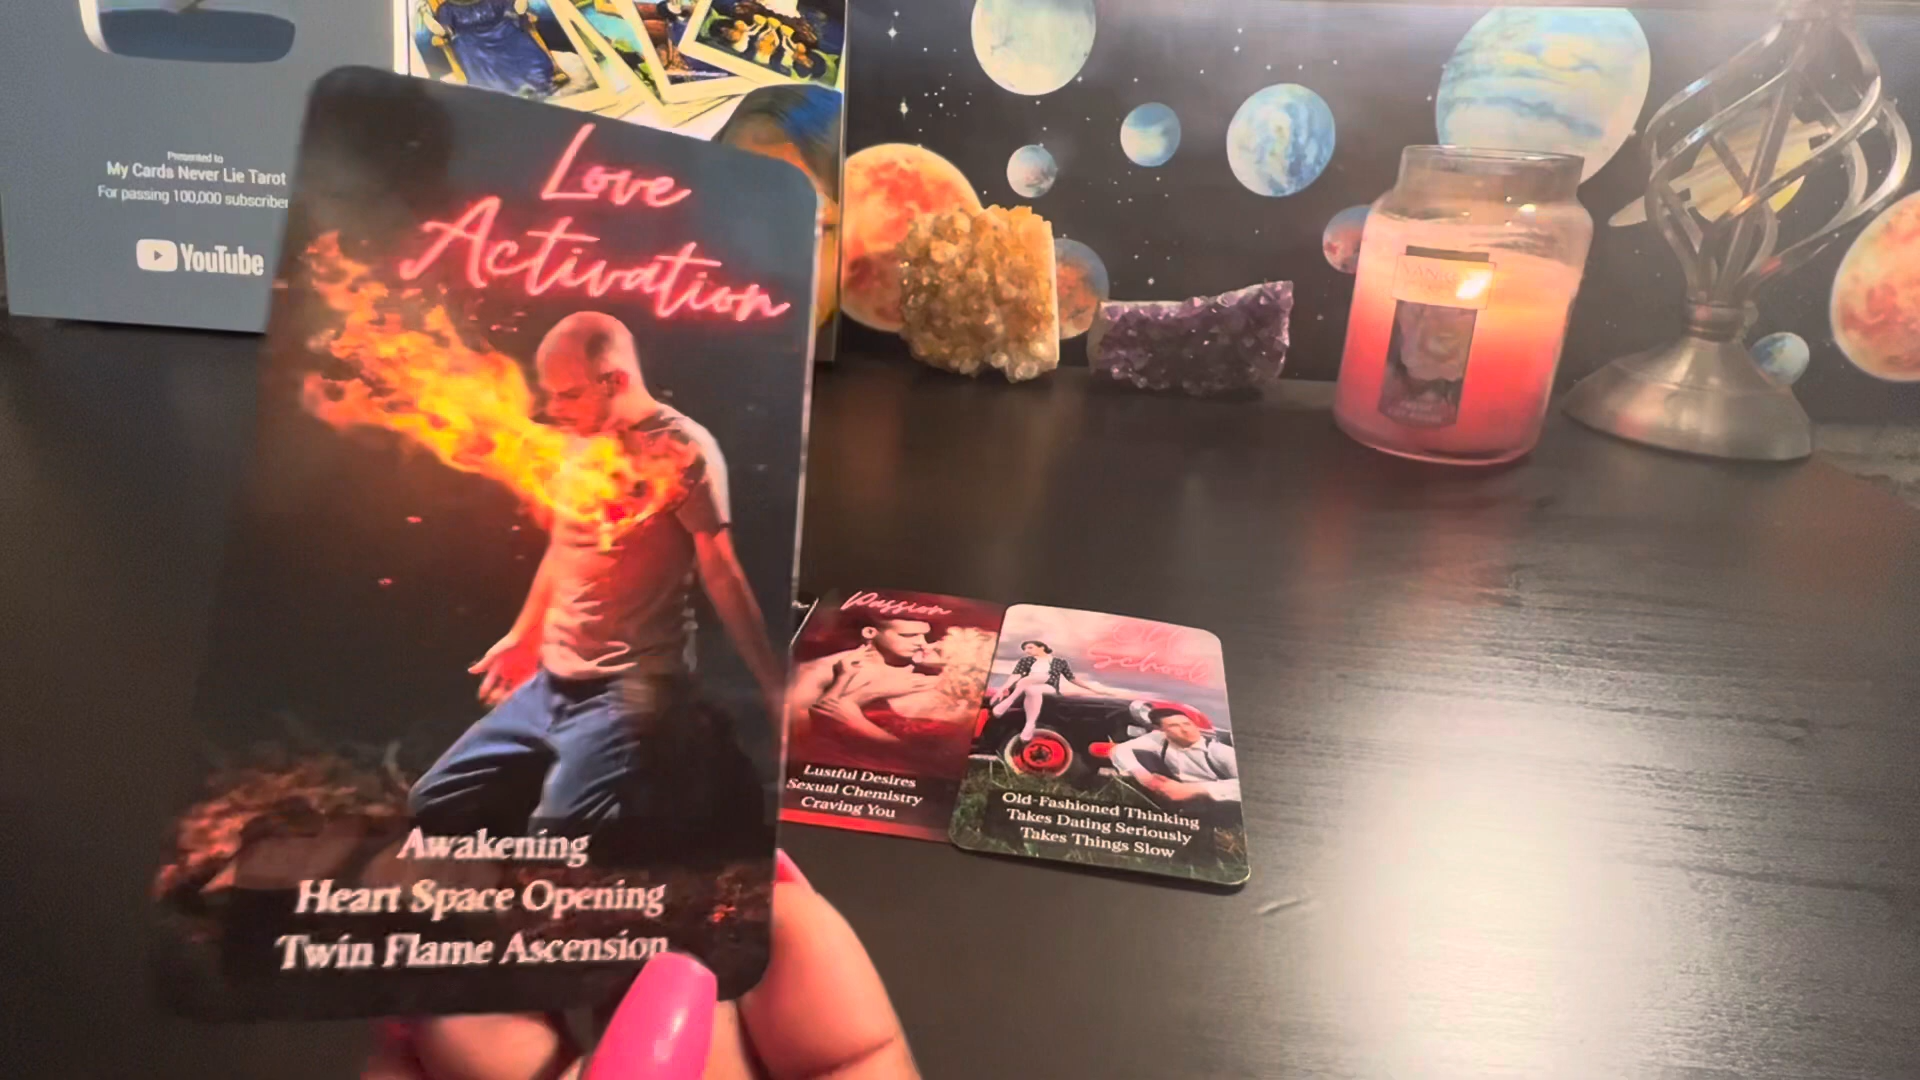 Presented to
My Cards Never Lie Tarot
For passing 100,000 subscriber
YouTube
Love
Activation
Awakening
Heart Space Opening
Twin Flame Ascension
Passion
Lustful Desires
Sexual Chemistry
Craving You
Old
School
Old-Fashioned Thinking
Takes Dating Seriously
Takes Things Slow